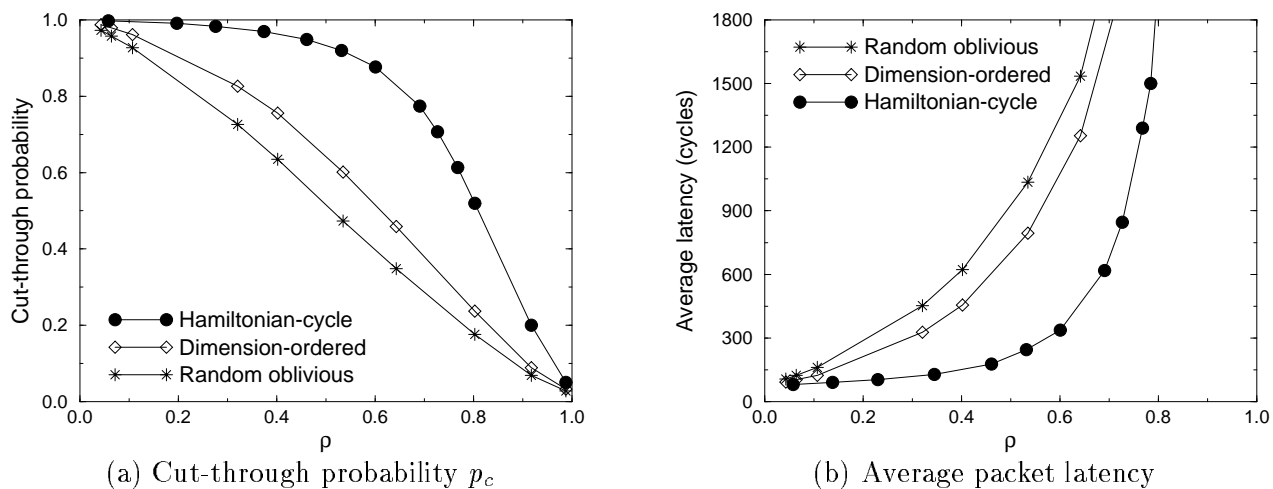 Cut-through probability
1.0
0.8
0.6
0.4
0.2
0.0
Hamiltonian-cycle
Dimension-ordered
Random oblivious
0.0 0.2 0.4 0.6 0.8 1.0
ρ
(a) Cut-through probability p_c
Average latency (cycles)
1800
1500
1200
900
600
300
0
Random oblivious
Dimension-ordered
Hamiltonian-cycle
0.0 0.2 0.4 0.6 0.8 1.0
ρ
(b) Average packet latency